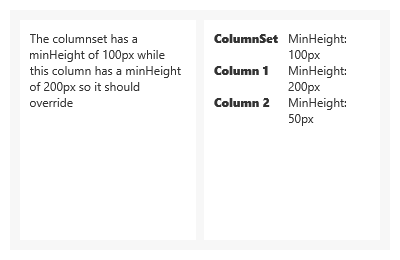 The columnset has a
minHeight of 100px while
this column has a minHeight
of 200px so it should
override
ColumnSet MinHeight:
100px
Column 1 MinHeight:
200px
Column 2 MinHeight:
50px